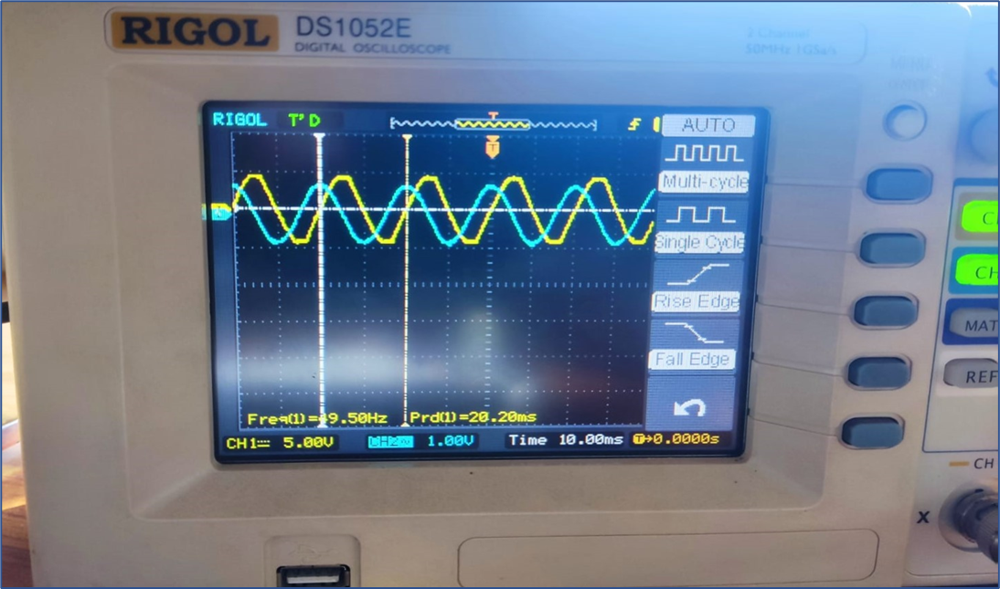 RIGOL DS1052E
DIGITAL OSCILLOSCOPE
2 Channel
50MHz 1GSa/s
MENU
RIGOL T'D T AUTO
T
Multi-cycle
Single Cycle
Rise Edge
Fall Edge
Freq(1)=49.50Hz Prd(1)=20.20ms
CH1 5.00V CH2 1.00V Time 10.00ms T→0.0000s
C
CH
MAT
REF
CH
X